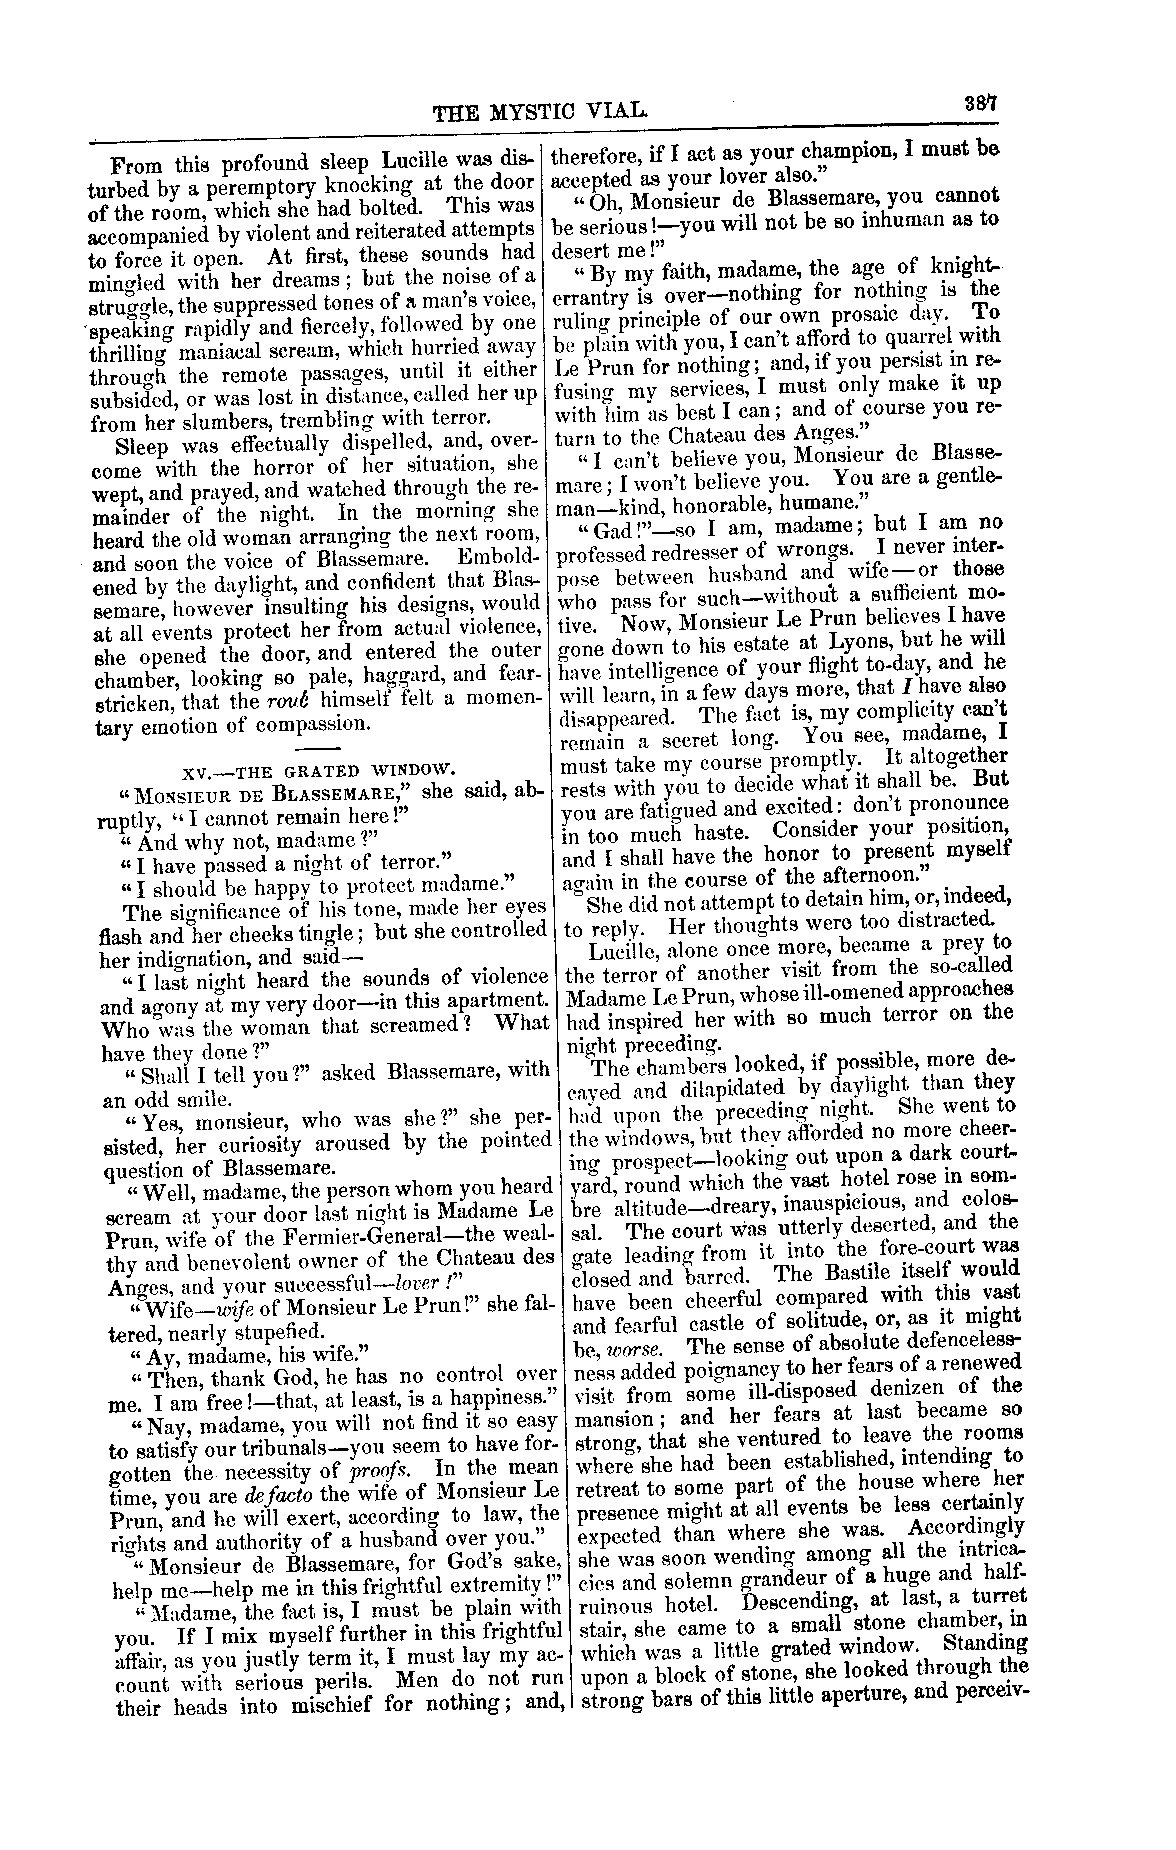 THE MYSTIC VIAL.
387
From this profound sleep Lucille was dis-
turbed by a peremptory knocking at the door
of the room, which she had bolted. This was
accompanied by violent and reiterated attempts
to force it open. At first, these sounds had
mingled with her dreams; but the noise of a
struggle, the suppressed tones of a man's voice,
speaking rapidly and fiercely, followed by one
thrilling maniacal scream, which hurried away
through the remote passages, until it either
subsided, or was lost in distance, called her up
from her slumbers, trembling with terror.
Sleep was effectually dispelled, and, over-
come with the horror of her situation, she
wept, and prayed, and watched through the re-
mainder of the night. In the morning she
heard the old woman arranging the next room,
and soon the voice of Blassemare. Embold-
ened by the daylight, and confident that Blas-
semare, however insulting his designs, would
at all events protect her from actual violence,
she opened the door, and entered the outer
chamber, looking so pale, haggard, and fear-
stricken, that the roué himself felt a momen-
tary emotion of compassion.
XV.—THE GRATED WINDOW.
"MONSIEUR DE BLASSEMARE," she said, ab-
ruptly, "I cannot remain here!"
"And why not, madame?"
"I have passed a night of terror."
"I should be happy to protect madame."
The significance of his tone, made her eyes
flash and her cheeks tingle; but she controlled
her indignation, and said—
"I last night heard the sounds of violence
and agony at my very door—in this apartment.
Who was the woman that screamed? What
have they done?"
"Shall I tell you?" asked Blassemare, with
an odd smile.
"Yes, monsieur, who was she?" she per-
sisted, her curiosity aroused by the pointed
question of Blassemare.
"Well, madame, the person whom you heard
scream at your door last night is Madame Le
Prun, wife of the Fermier-General—the weal-
thy and benevolent owner of the Chateau des
Anges, and your successful—lover!"
"Wife—wife of Monsieur Le Prun!" she fal-
tered, nearly stupefied.
"Ay, madame, his wife."
"Then, thank God, he has no control over
me. I am free!—that, at least, is a happiness."
"Nay, madame, you will not find it so easy
to satisfy our tribunals—you seem to have for-
gotten the necessity of proofs. In the mean
time, you are de facto the wife of Monsieur Le
Prun, and he will exert, according to law, the
rights and authority of a husband over you."
"Monsieur de Blassemare, for God's sake,
help me—help me in this frightful extremity!"
"Madame, the fact is, I must be plain with
you. If I mix myself further in this frightful
affair, as you justly term it, I must lay my ac-
count with serious perils. Men do not run
their heads into mischief for nothing; and,
therefore, if I act as your champion, I must be
accepted as your lover also."
"Oh, Monsieur de Blassemare, you cannot
be serious!—you will not be so inhuman as to
desert me!"
"By my faith, madame, the age of knight-
errantry is over—nothing for nothing is the
ruling principle of our own prosaic day. To
be plain with you, I can't afford to quarrel with
Le Prun for nothing; and, if you persist in re-
fusing my services, I must only make it up
with him as best I can; and of course you re-
turn to the Chateau des Anges."
"I can't believe you, Monsieur de Blasse-
mare; I won't believe you. You are a gentle-
man—kind, honorable, humane."
"Gad!"—so I am, madame; but I am no
professed redresser of wrongs. I never inter-
pose between husband and wife—or those
who pass for such—without a sufficient mo-
tive. Now, Monsieur Le Prun believes I have
gone down to his estate at Lyons, but he will
have intelligence of your flight to-day, and he
will learn, in a few days more, that I have also
disappeared. The fact is, my complicity can't
remain a secret long. You see, madame, I
must take my course promptly. It altogether
rests with you to decide what it shall be. But
you are fatigued and excited: don't pronounce
in too much haste. Consider your position,
and I shall have the honor to present myself
again in the course of the afternoon."
She did not attempt to detain him, or, indeed,
to reply. Her thoughts were too distracted.
Lucille, alone once more, became a prey to
the terror of another visit from the so-called
Madame Le Prun, whose ill-omened approaches
had inspired her with so much terror on the
night preceding.
The chambers looked, if possible, more de-
cayed and dilapidated by daylight than they
had upon the preceding night. She went to
the windows, but they afforded no more cheer-
ing prospect—looking out upon a dark court-
yard, round which the vast hotel rose in som-
bre altitude—dreary, inauspicious, and colos-
sal. The court was utterly deserted, and the
gate leading from it into the fore-court was
closed and barred. The Bastile itself would
have been cheerful compared with this vast
and fearful castle of solitude, or, as it might
be, worse. The sense of absolute defenceless-
ness added poignancy to her fears of a renewed
visit from some ill-disposed denizen of the
mansion; and her fears at last became so
strong, that she ventured to leave the rooms
where she had been established, intending to
retreat to some part of the house where her
presence might at all events be less certainly
expected than where she was. Accordingly
she was soon wending among all the intrica-
cies and solemn grandeur of a huge and half-
ruinous hotel. Descending, at last, a turret
stair, she came to a small stone chamber, in
which was a little grated window. Standing
upon a block of stone, she looked through the
strong bars of this little aperture, and perceiv-